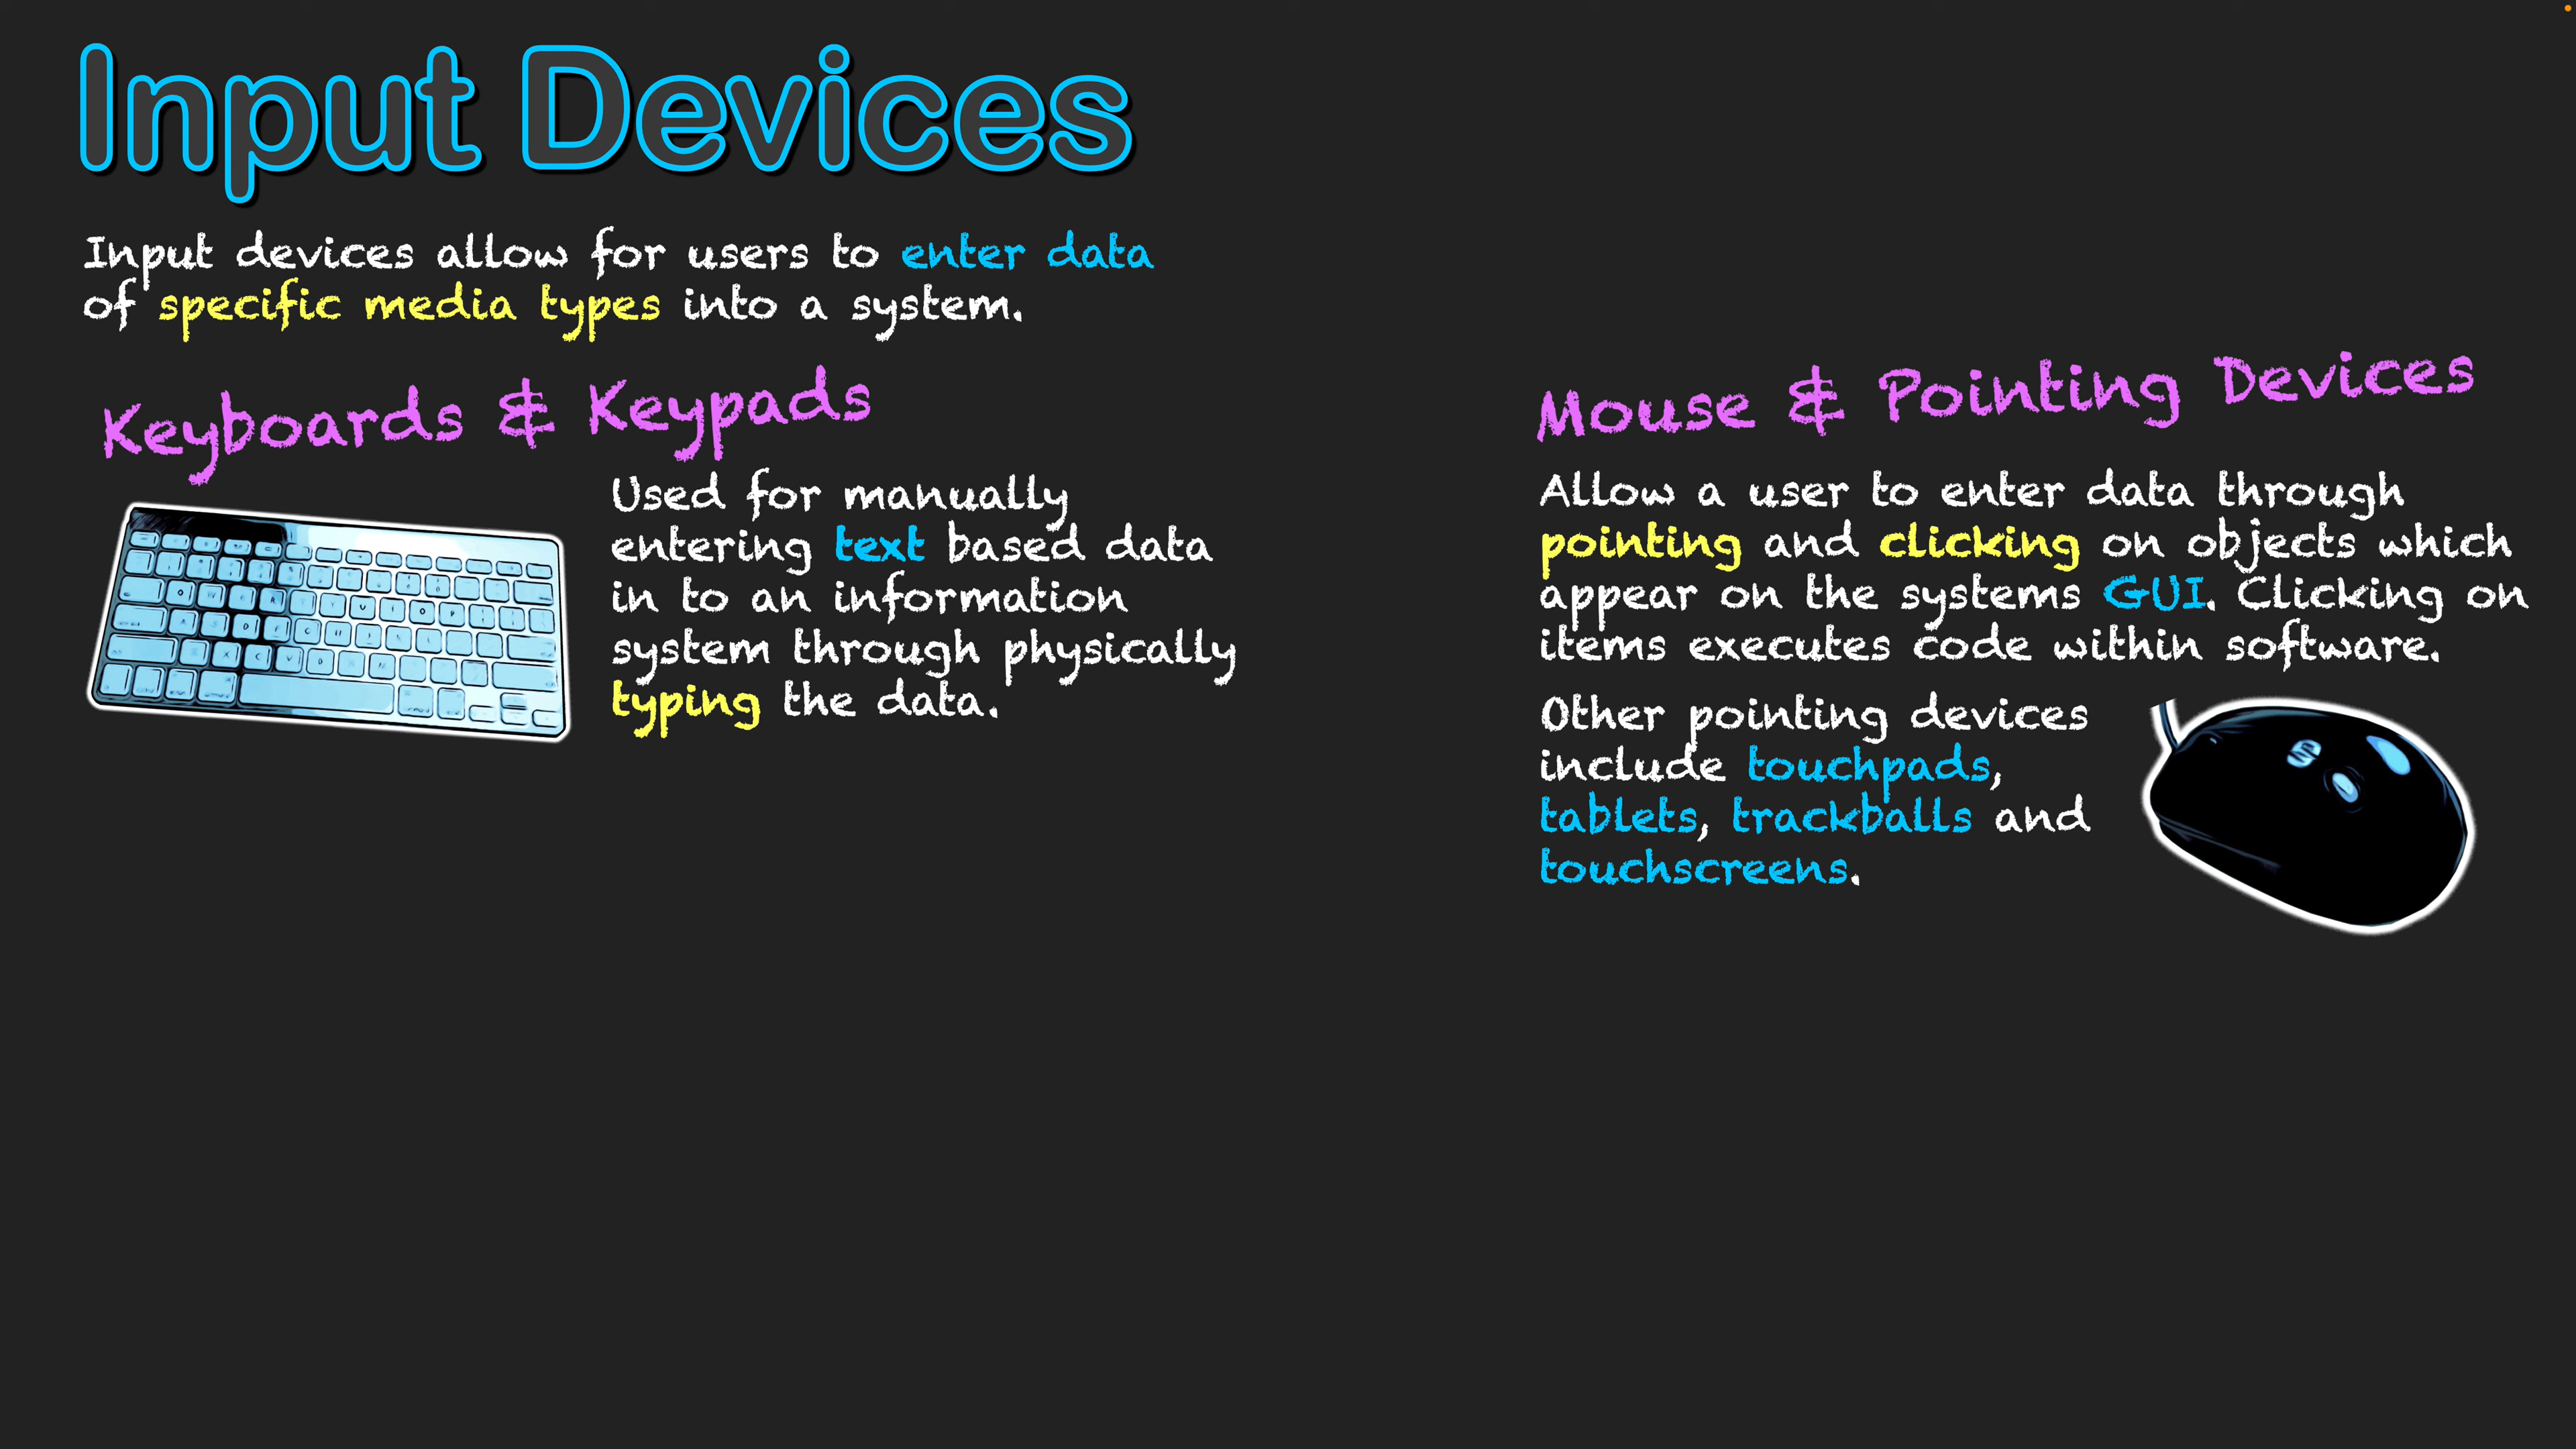 Input Devices
Input devices allow for users to enter data
of specific media types into a system.
Keyboards & Keypads
Used for manually
entering text based data
in to an information
system through physically
typing the data.
Mouse & Pointing Devices
Allow a user to enter data through
pointing and clicking on objects which
appear on the systems GUI. Clicking on
items executes code within software.
Other pointing devices
include touchpads,
tablets, trackballs and
touchscreens.